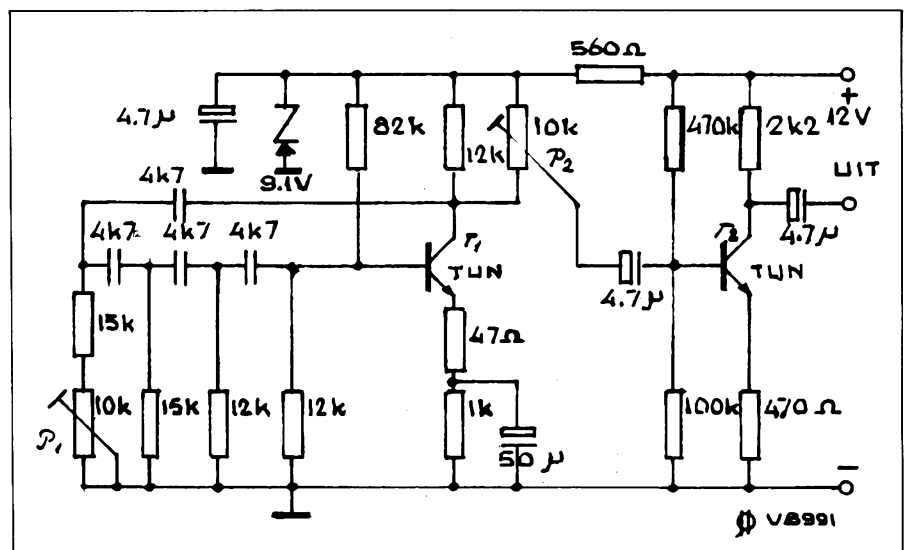 560Ω
4.7µ
82k
12k
10k
P2
470k
2k2
+
12V
9.1V
4k7
UIT
4k7
4k7
4k7
T1
TUN
T2
TUN
4.7µ
4.7µ
15k
47Ω
10k
P1
15k
12k
12k
1k
50µ
100k
470Ω
−
VB991